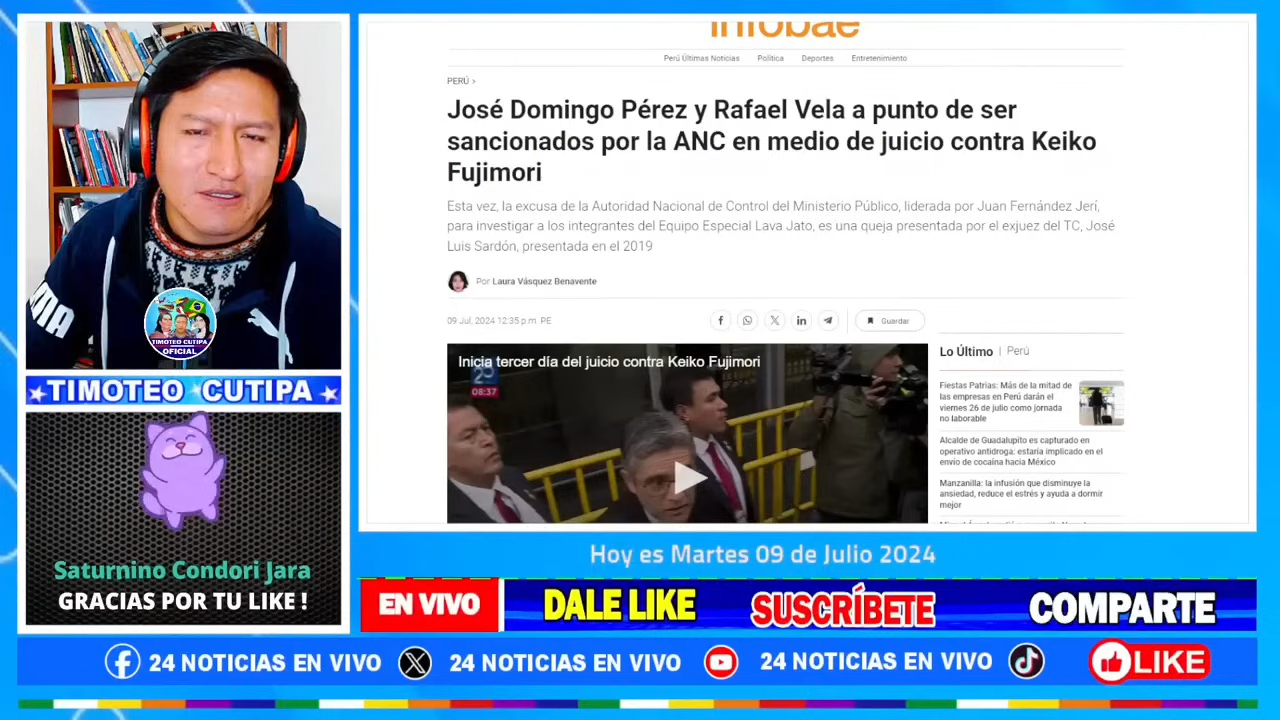 infobae
Perú Últimas Noticias Política Deportes Entretenimiento
PERÚ >
José Domingo Pérez y Rafael Vela a punto de ser
sancionados por la ANC en medio de juicio contra Keiko
Fujimori
Esta vez, la excusa de la Autoridad Nacional de Control del Ministerio Público, liderada por Juan Fernández Jerí,
para investigar a los integrantes del Equipo Especial Lava Jato, es una queja presentada por el exjuez del TC, José
Luis Sardón, presentada en el 2019
Por Laura Vásquez Benavente
09 Jul, 2024 12:35 p.m. PE
Guardar
Inicia tercer día del juicio contra Keiko Fujimori
08:37
Lo Último | Perú
Fiestas Patrias: Más de la mitad de
las empresas en Perú darán el
viernes 26 de julio como jornada
no laborable
Alcalde de Guadalupito es capturado en
operativo antidroga: estaría implicado en el
envío de cocaína hacia México
Manzanilla: la infusión que disminuye la
ansiedad, reduce el estrés y ayuda a dormir
mejor
TIMOTEO CUTIPA
OFICIAL
TIMOTEO CUTIPA
Saturnino Condori Jara
GRACIAS POR TU LIKE !
Hoy es Martes 09 de Julio 2024
EN VIVO DALE LIKE SUSCRÍBETE COMPARTE
24 NOTICIAS EN VIVO 24 NOTICIAS EN VIVO 24 NOTICIAS EN VIVO LIKE